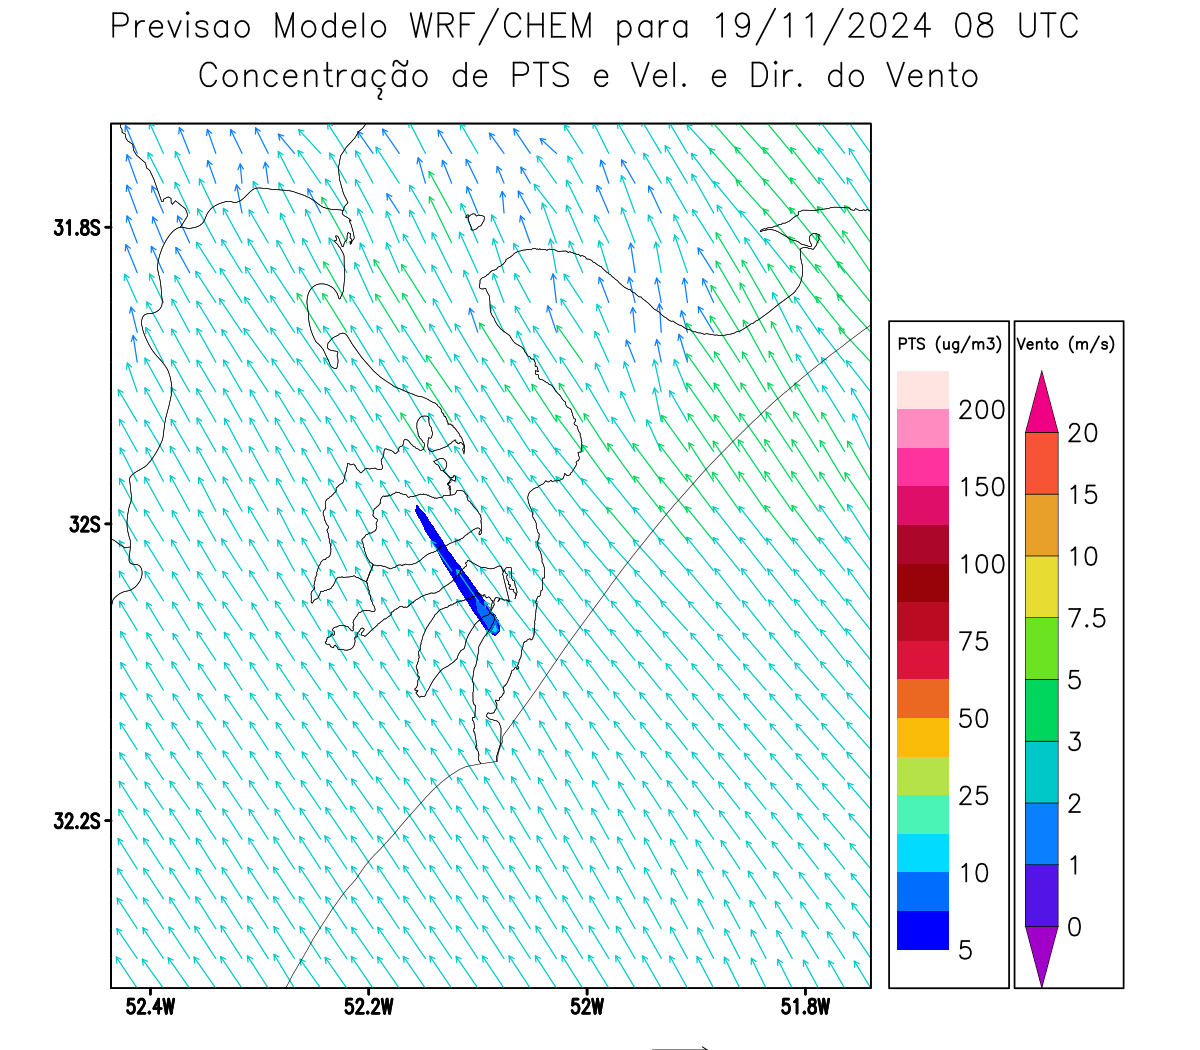 Previsao Modelo WRF/CHEM para 19/11/2024 08 UTC
Concentração de PTS e Vel. e Dir. do Vento
31.8S
32S
32.2S
52.4W 52.2W 52W 51.8W
PTS (ug/m3)
200
150
100
75
50
25
10
5
Vento (m/s)
20
15
10
7.5
5
3
2
1
0